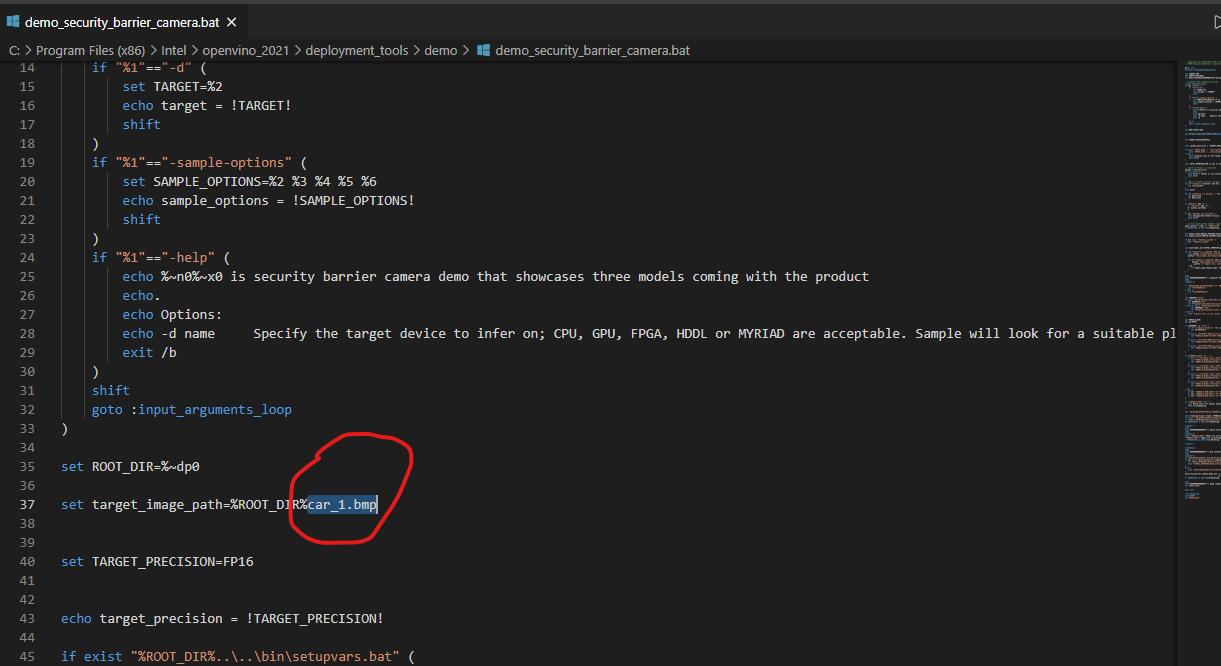 demo_security_barrier_camera.bat
C: > Program Files (x86) > Intel > openvino_2021 > deployment_tools > demo > demo_security_barrier_camera.bat
14 if "%1"=="-d" (
15 set TARGET=%2
16 echo target = !TARGET!
17 shift
18 )
19 if "%1"=="-sample-options" (
20 set SAMPLE_OPTIONS=%2 %3 %4 %5 %6
21 echo sample_options = !SAMPLE_OPTIONS!
22 shift
23 )
24 if "%1"=="-help" (
25 echo %~n0%~x0 is security barrier camera demo that showcases three models coming with the product
26 echo.
27 echo Options:
28 echo -d name     Specify the target device to infer on; CPU, GPU, FPGA, HDDL or MYRIAD are acceptable. Sample will look for a suitable pl
29 exit /b
30 )
31 shift
32 goto :input_arguments_loop
33 )
34
35 set ROOT_DIR=%~dp0
36
37 set target_image_path=%ROOT_DIR%car_1.bmp
38
39
40 set TARGET_PRECISION=FP16
41
42
43 echo target_precision = !TARGET_PRECISION!
44
45 if exist "%ROOT_DIR%..\..\bin\setupvars.bat" (